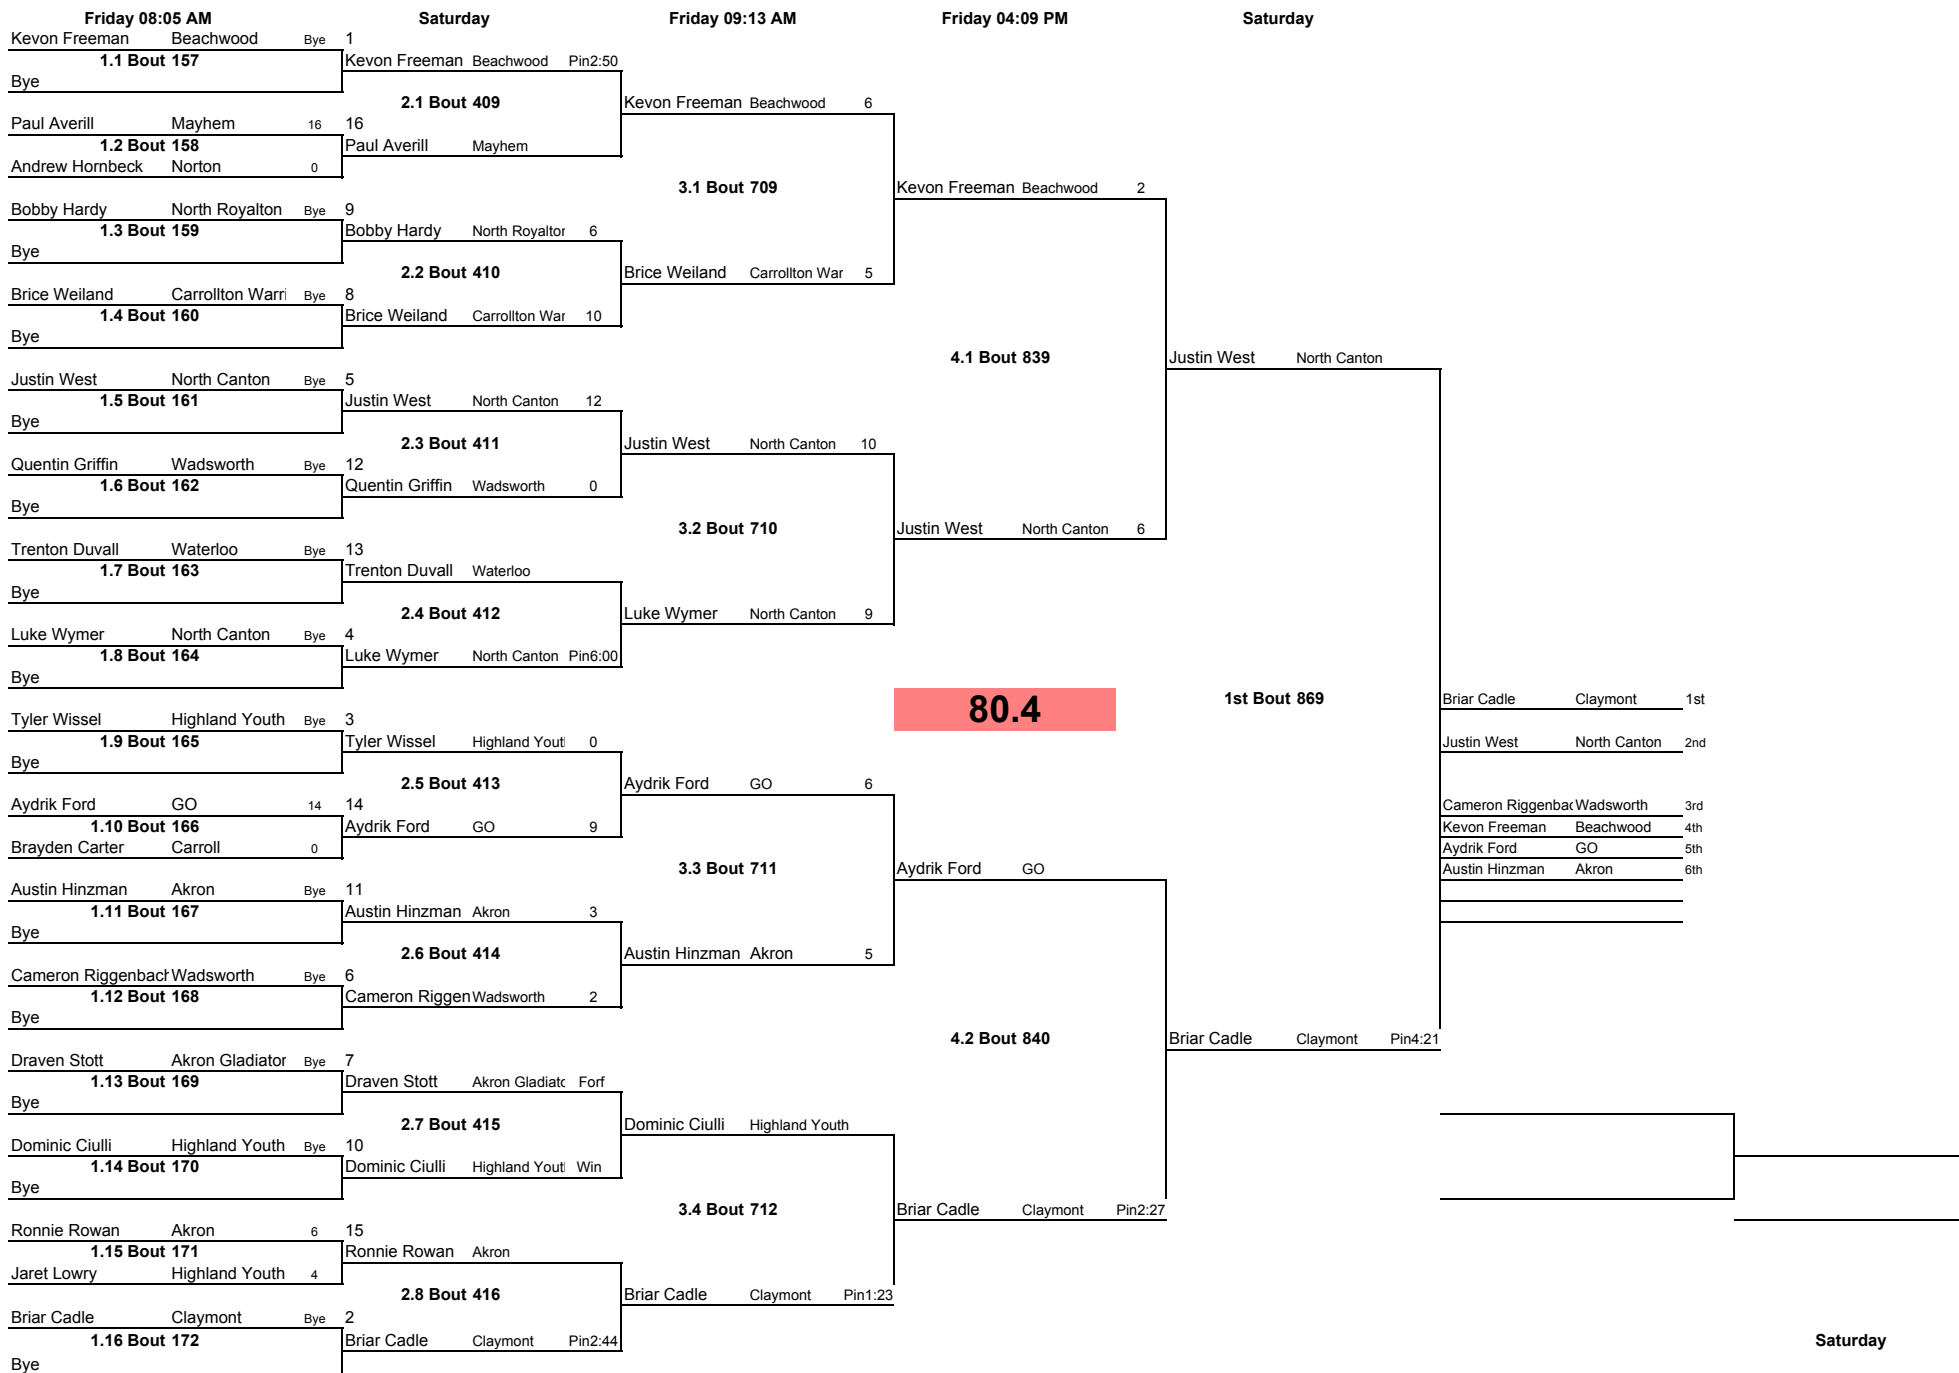 Friday 08:05 AM Saturday Friday 09:13 AM Friday 04:09 PM Saturday
Kevon Freeman Beachwood Bye 1
1.1 Bout 157 Kevon Freeman Beachwood Pin2:50
Bye
2.1 Bout 409 Kevon Freeman Beachwood 6
Paul Averill Mayhem 16 16
1.2 Bout 158 Paul Averill Mayhem
Andrew Hornbeck Norton 0
3.1 Bout 709 Kevon Freeman Beachwood 2
Bobby Hardy North Royalton Bye 9
1.3 Bout 159 Bobby Hardy North Royalton 6
Bye
2.2 Bout 410 Brice Weiland Carrollton War 5
Brice Weiland Carrollton Warri Bye 8
1.4 Bout 160 Brice Weiland Carrollton War 10
Bye
4.1 Bout 839 Justin West North Canton
Justin West North Canton Bye 5
1.5 Bout 161 Justin West North Canton 12
Bye
2.3 Bout 411 Justin West North Canton 10
Quentin Griffin Wadsworth Bye 12
1.6 Bout 162 Quentin Griffin Wadsworth 0
Bye
3.2 Bout 710 Justin West North Canton 6
Trenton Duvall Waterloo Bye 13
1.7 Bout 163 Trenton Duvall Waterloo
Bye
2.4 Bout 412 Luke Wymer North Canton 9
Luke Wymer North Canton Bye 4
1.8 Bout 164 Luke Wymer North Canton Pin6:00
Bye
80.4 1st Bout 869 Briar Cadle Claymont 1st
Tyler Wissel Highland Youth Bye 3
1.9 Bout 165 Tyler Wissel Highland Yout 0 Justin West North Canton 2nd
Bye
2.5 Bout 413 Aydrik Ford GO 6
Aydrik Ford GO 14 14 Cameron Riggenbac Wadsworth 3rd
1.10 Bout 166 Aydrik Ford GO 9 Kevon Freeman Beachwood 4th
Brayden Carter Carroll 0 Aydrik Ford GO 5th
3.3 Bout 711 Aydrik Ford GO Austin Hinzman Akron 6th
Austin Hinzman Akron Bye 11
1.11 Bout 167 Austin Hinzman Akron 3
Bye
2.6 Bout 414 Austin Hinzman Akron 5
Cameron Riggenbach Wadsworth Bye 6
1.12 Bout 168 Cameron Riggen Wadsworth 2
Bye
4.2 Bout 840 Briar Cadle Claymont Pin4:21
Draven Stott Akron Gladiator Bye 7
1.13 Bout 169 Draven Stott Akron Gladiato Forf
Bye
2.7 Bout 415 Dominic Ciulli Highland Youth
Dominic Ciulli Highland Youth Bye 10
1.14 Bout 170 Dominic Ciulli Highland Yout Win
Bye
3.4 Bout 712 Briar Cadle Claymont Pin2:27
Ronnie Rowan Akron 6 15
1.15 Bout 171 Ronnie Rowan Akron
Jaret Lowry Highland Youth 4
2.8 Bout 416 Briar Cadle Claymont Pin1:23
Briar Cadle Claymont Bye 2
1.16 Bout 172 Briar Cadle Claymont Pin2:44 Saturday
Bye